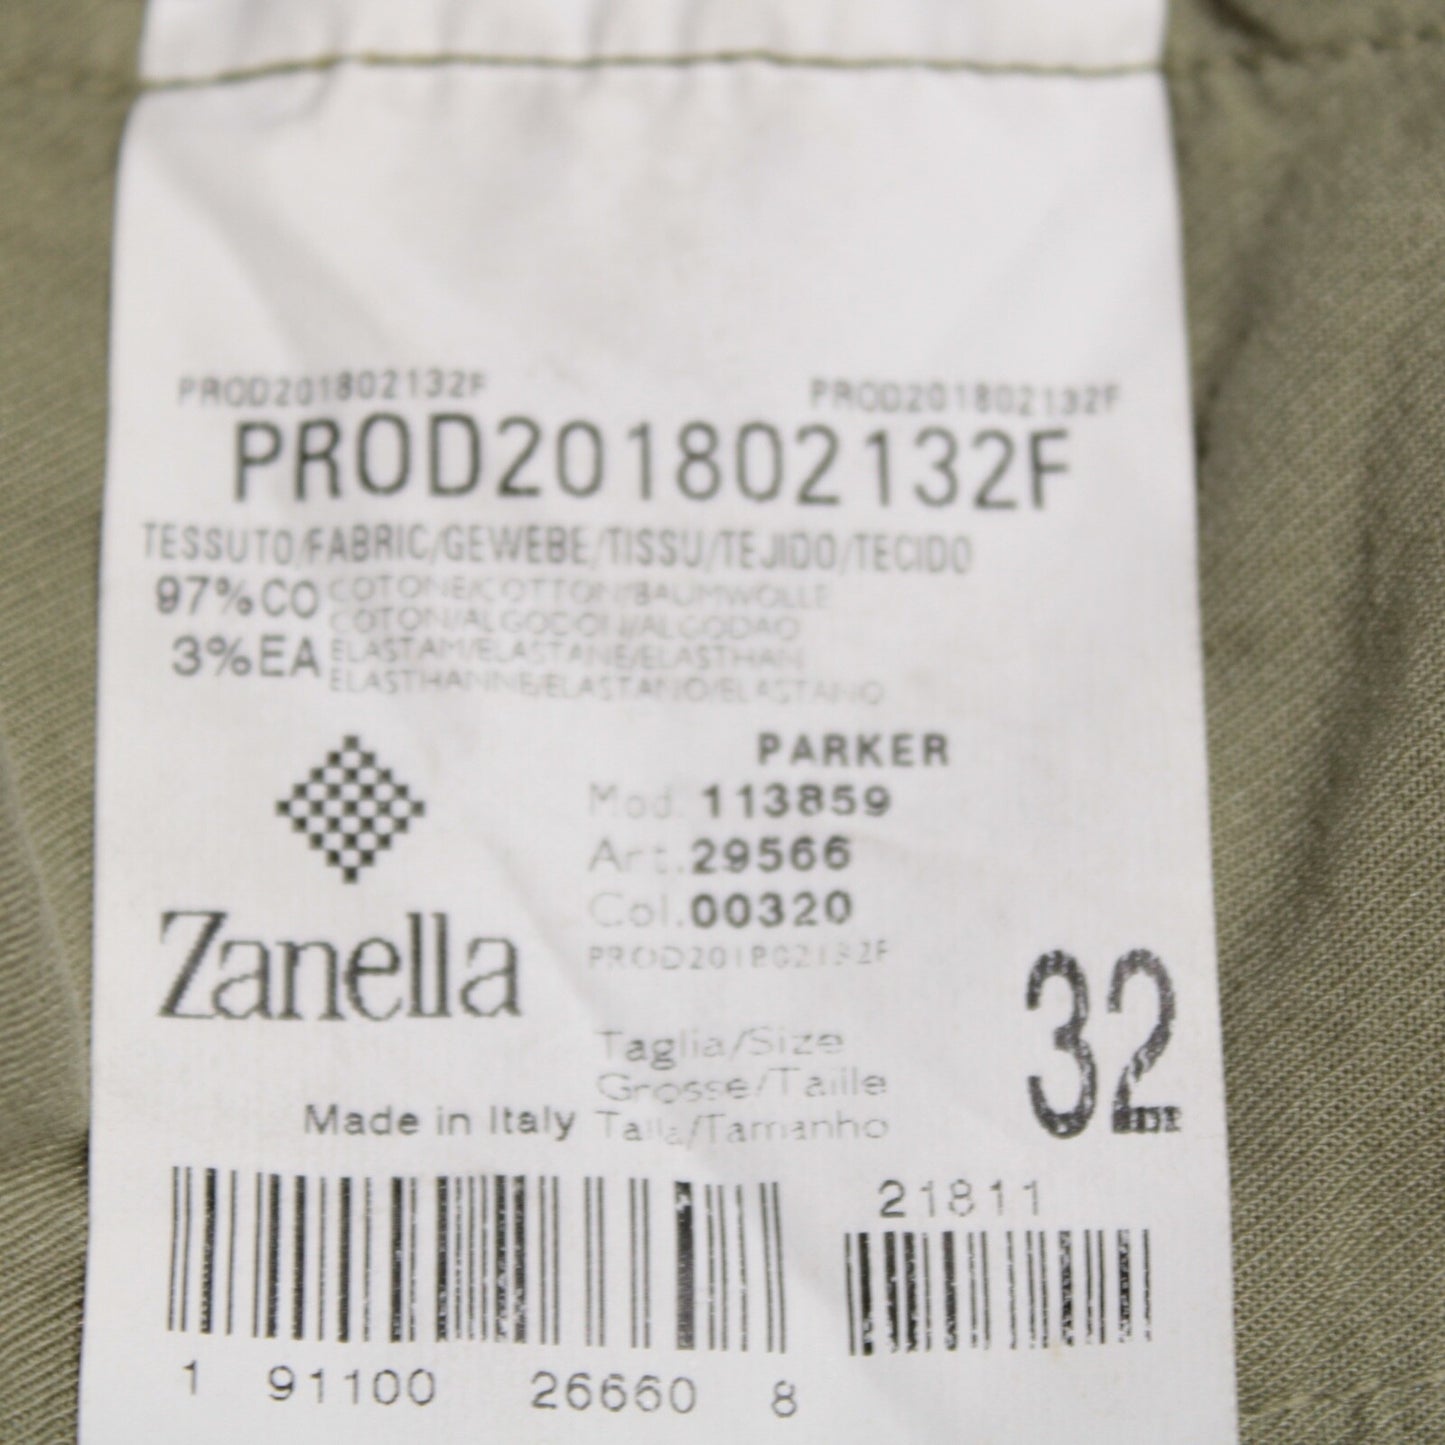 PROD201802132F PROD201802132F
PROD201802132F
TESSUTO/FABRIC/GEWEBE/TISSU/TEJIDO/TECIDO
97%CO COTONE/COTTON/BAUMWOLLE
COTON/ALGODON/ALGODAO
3%EA ELASTAM/ELASTANE/ELASTHAN
ELASTHANNE/ELASTANO/ELASTANO
PARKER
Mod. 113859
Art. 29566
Col. 00320
PROD201802132F
Zanella
32
Taglia/Size
Grosse/Taille
Made in Italy Talla/Tamanho
21811
1 91100 26660 8